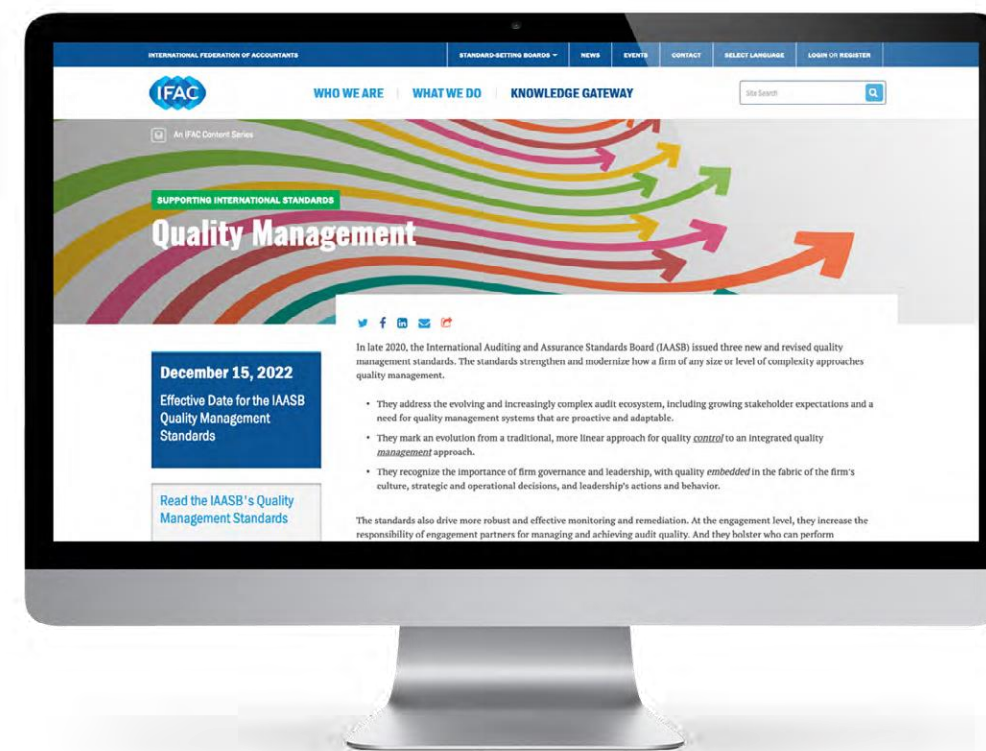 INTERNATIONAL FEDERATION OF ACCOUNTANTS
STANDARD-SETTING BOARDS
NEWS
EVENTS
CONTACT
SELECT LANGUAGE
LOGIN OR REGISTER
IFAC
WHO WE ARE
WHAT WE DO
KNOWLEDGE GATEWAY
Site Search
An IFAC Content Series
SUPPORTING INTERNATIONAL STANDARDS
Quality Management
In late 2020, the International Auditing and Assurance Standards Board (IAASB) issued three new and revised quality
management standards. The standards strengthen and modernize how a firm of any size or level of complexity approaches
quality management.
• They address the evolving and increasingly complex audit ecosystem, including growing stakeholder expectations and a
need for quality management systems that are proactive and adaptable.
• They mark an evolution from a traditional, more linear approach for quality control to an integrated quality
management approach.
• They recognize the importance of firm governance and leadership, with quality embedded in the fabric of the firm's
culture, strategic and operational decisions, and leadership's actions and behavior.
The standards also drive more robust and effective monitoring and remediation. At the engagement level, they increase the
responsibility of engagement partners for managing and achieving audit quality. And they bolster who can perform
December 15, 2022
Effective Date for the IAASB
Quality Management
Standards
Read the IAASB's Quality
Management Standards